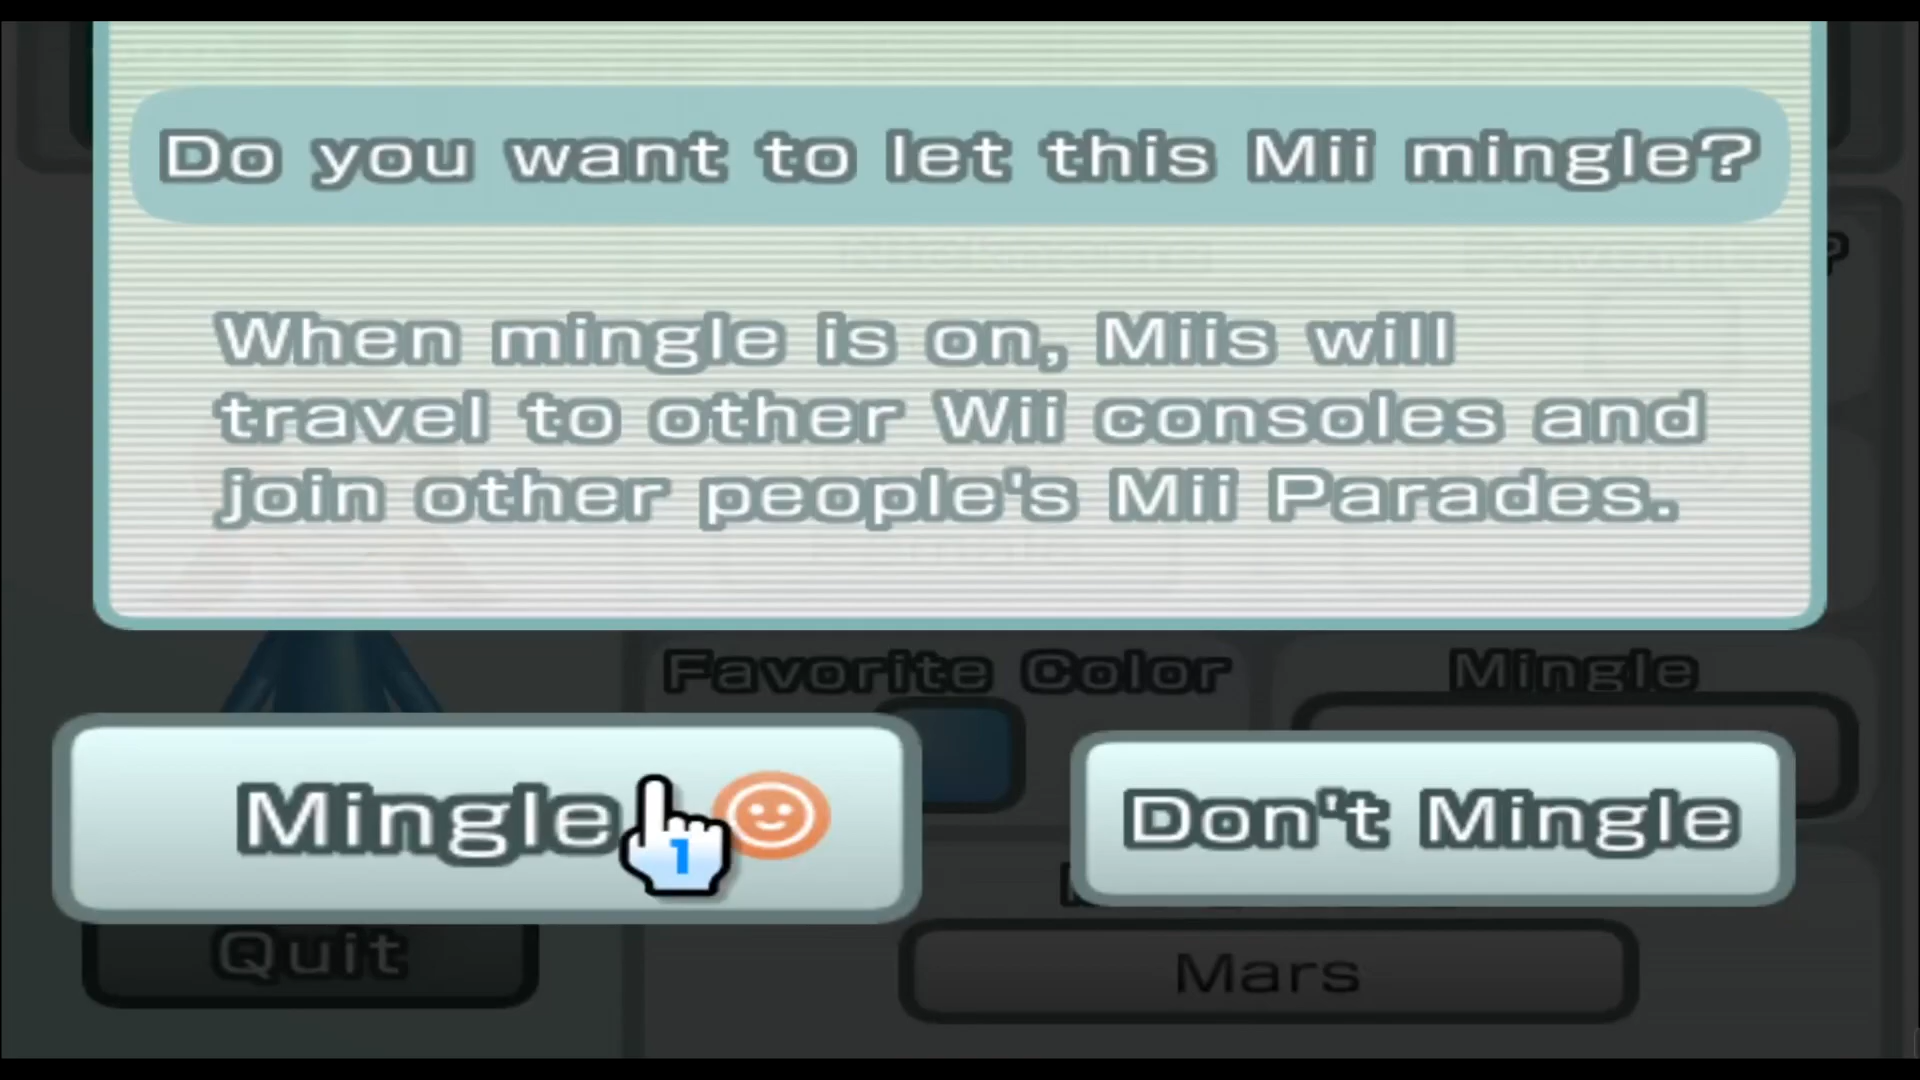 Do you want to let this Mii mingle?
When mingle is on, Miis will
travel to other Wii consoles and
join other people's Mii Parades.
Favorite Color
Mingle
Mingle
1
Don't Mingle
Quit
Mars